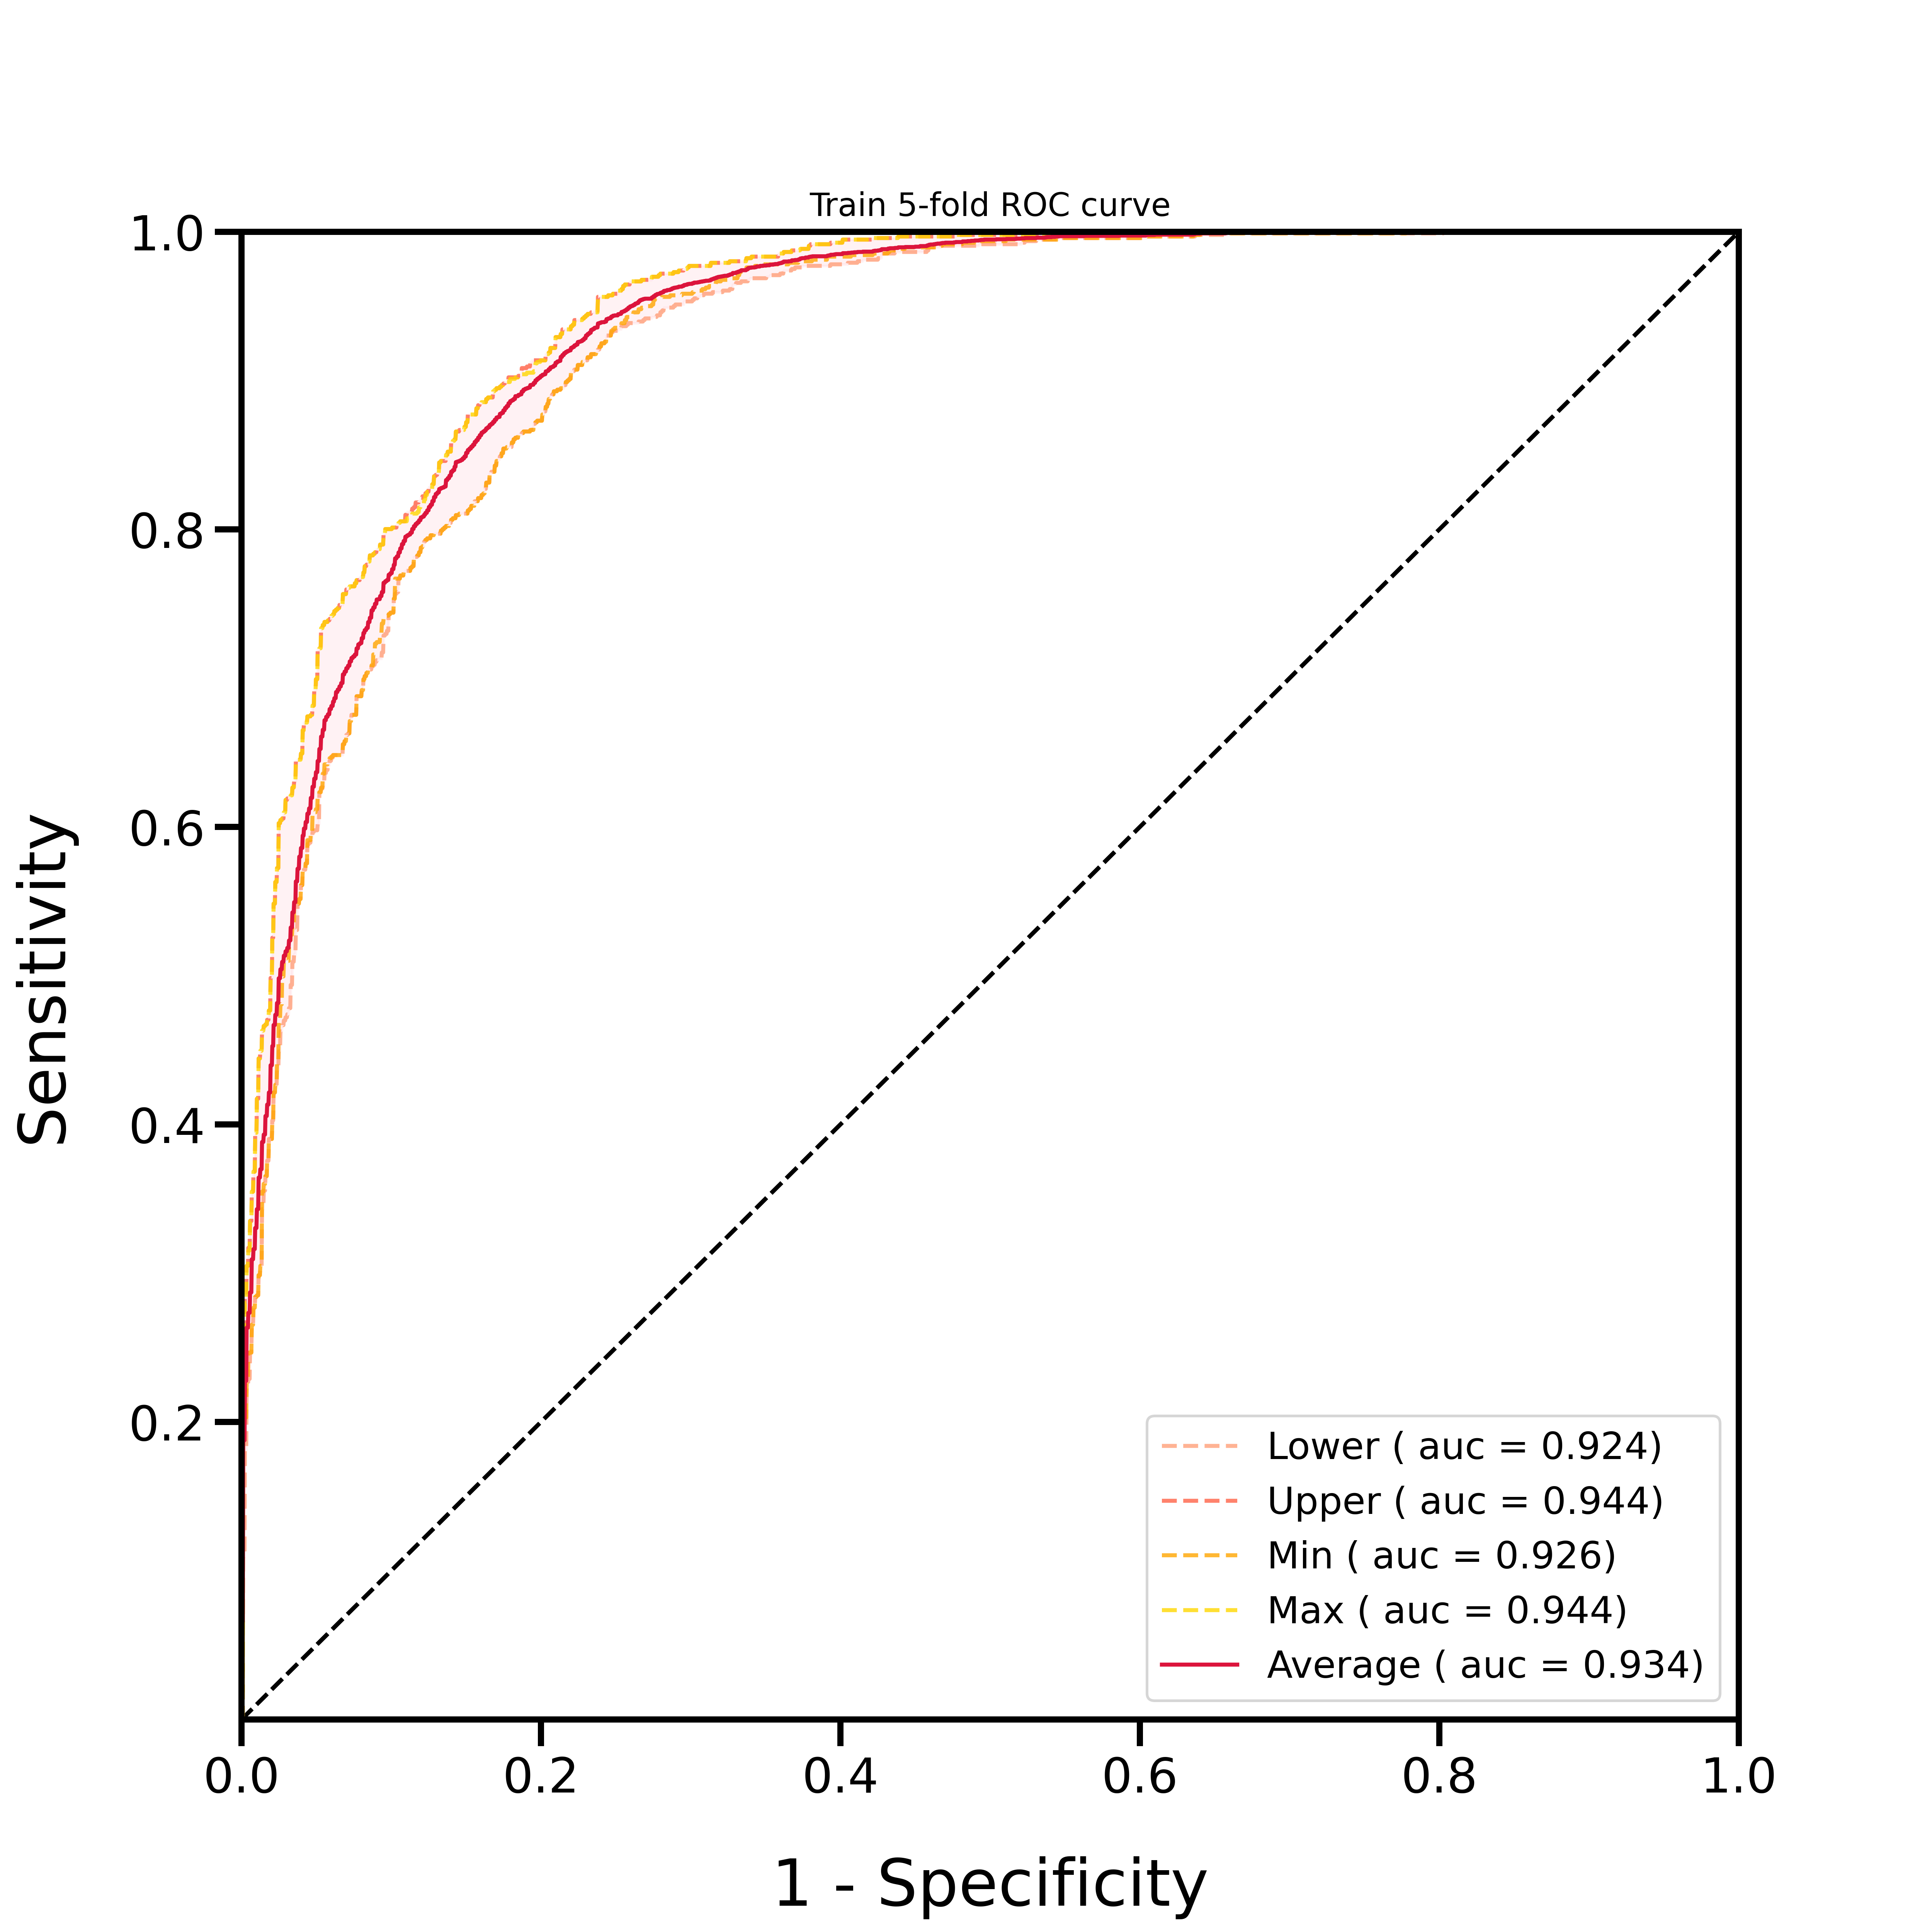 Train 5-fold ROC curve
1.0
0.8
0.6
0.4
0.2
Sensitivity
Lower ( auc = 0.924)
Upper ( auc = 0.944)
Min ( auc = 0.926)
Max ( auc = 0.944)
Average ( auc = 0.934)
0.0 0.2 0.4 0.6 0.8 1.0
1 - Specificity